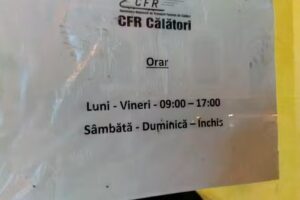 CFR
CFR Călători
Orar
Luni - Vineri - 09:00 – 17:00
Sâmbătă - Duminică – Închis